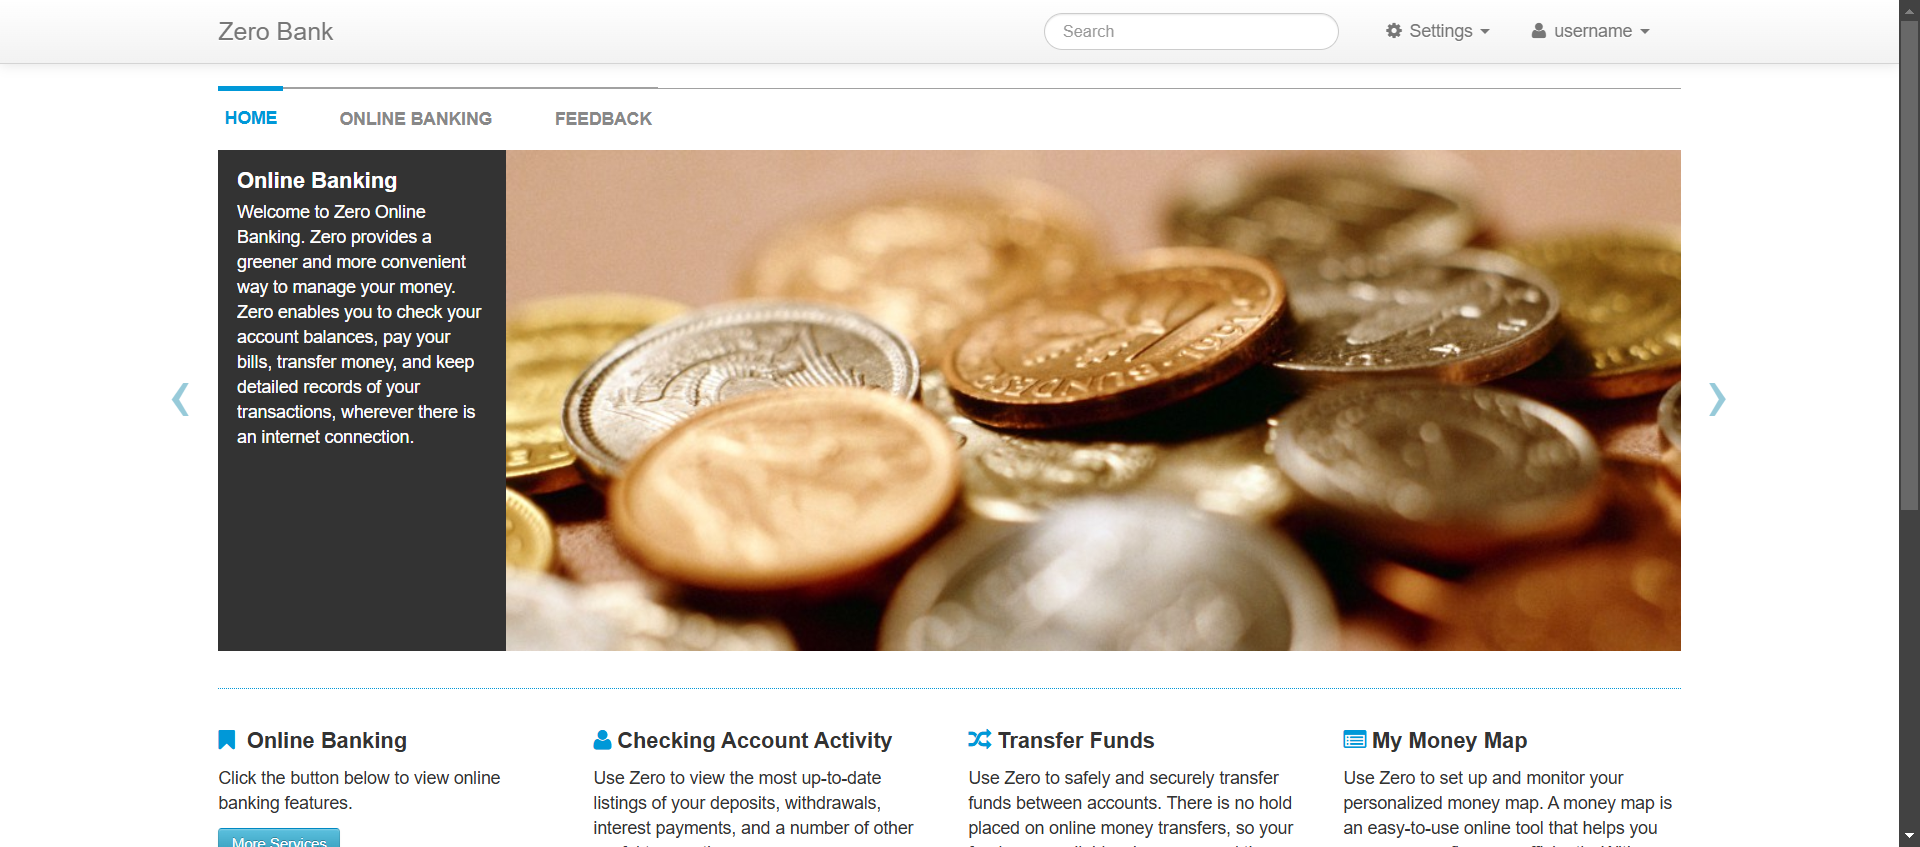 Zero Bank
Search
Settings
username
HOME
ONLINE BANKING
FEEDBACK
Online Banking
Welcome to Zero Online
Banking. Zero provides a
greener and more convenient
way to manage your money.
Zero enables you to check your
account balances, pay your
bills, transfer money, and keep
detailed records of your
transactions, wherever there is
an internet connection.
Online Banking
Click the button below to view online
banking features.
More Services
Checking Account Activity
Use Zero to view the most up-to-date
listings of your deposits, withdrawals,
interest payments, and a number of other
Transfer Funds
Use Zero to safely and securely transfer
funds between accounts. There is no hold
placed on online money transfers, so your
My Money Map
Use Zero to set up and monitor your
personalized money map. A money map is
an easy-to-use online tool that helps you